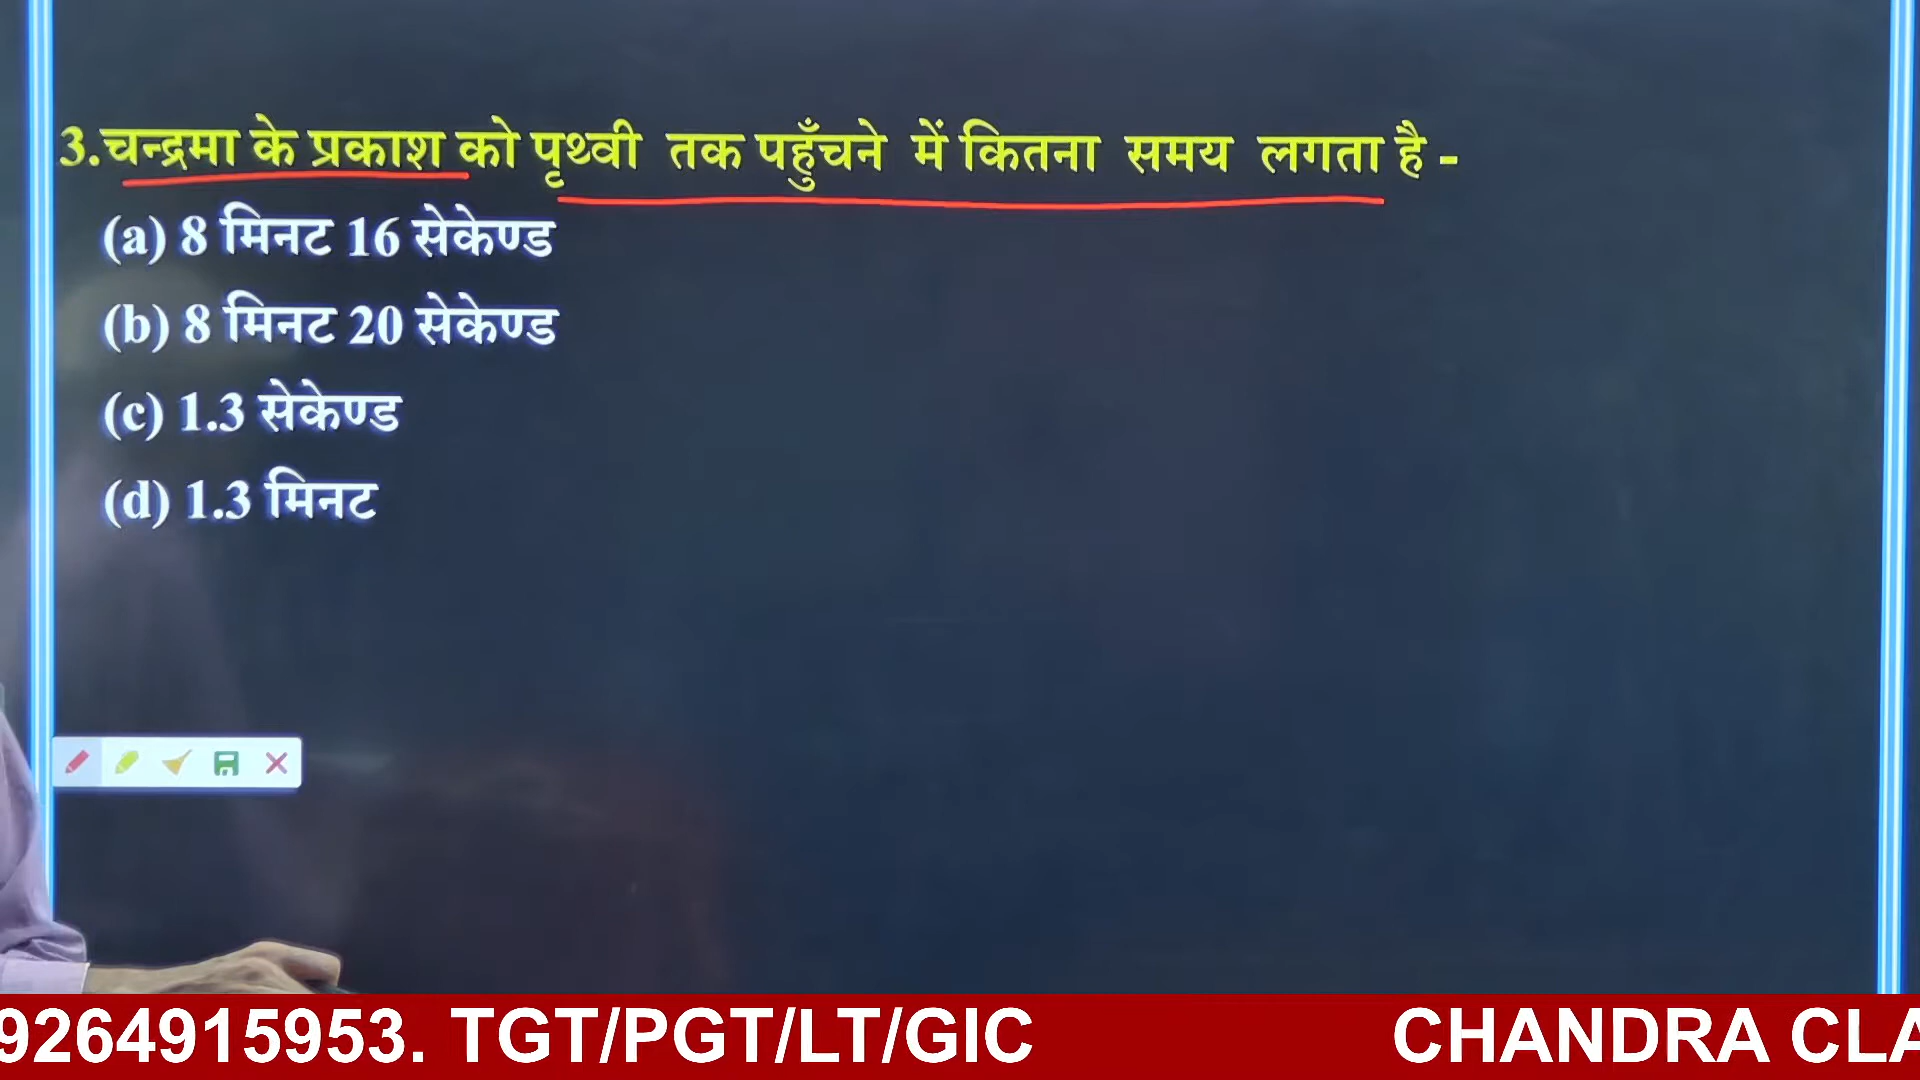 3.चन्द्रमा के प्रकाश को पृथ्वी तक पहुँचने में कितना समय लगता है -
(a) 8 मिनट 16 सेकेण्ड
(b) 8 मिनट 20 सेकेण्ड
(c) 1.3 सेकेण्ड
(d) 1.3 मिनट
9264915953. TGT/PGT/LT/GIC CHANDRA CLA